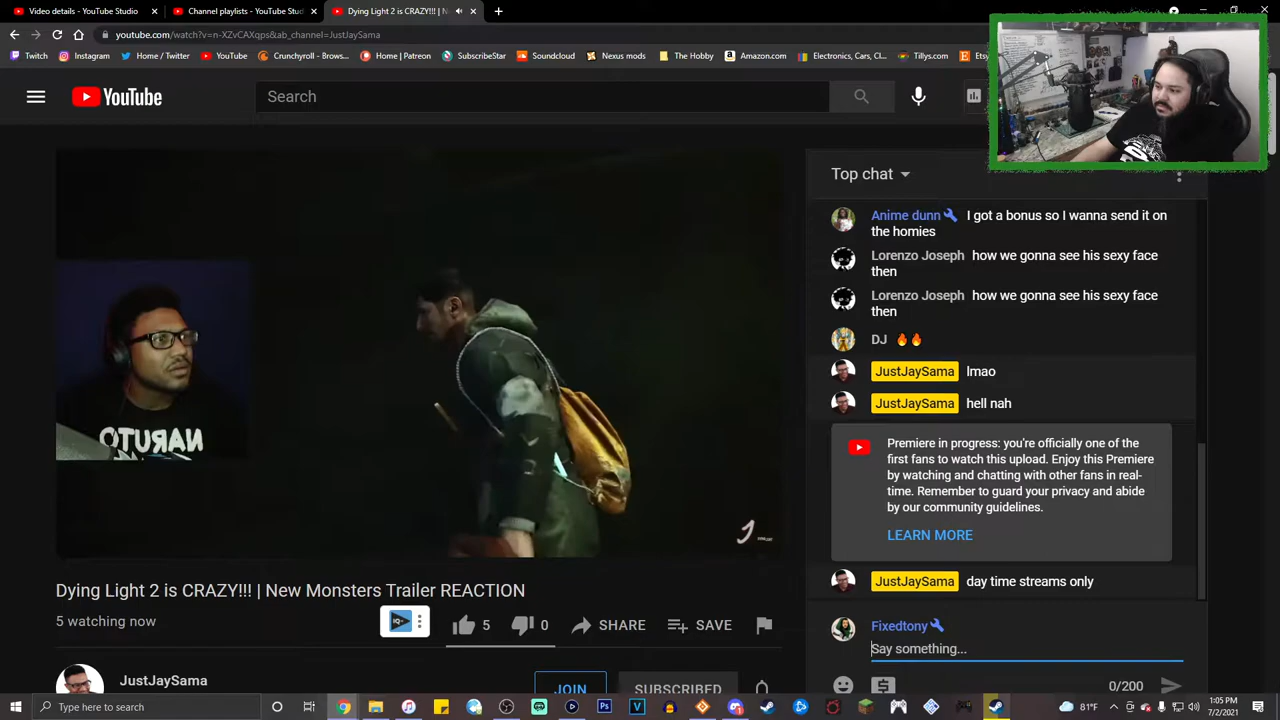 Video details - YouTube Studio
Channel playlists - YouTube Stud
Dying Light 2 is CRAZY!!! | N
youtube.com/watch?v=n-XZvCAXqps&ab_channel=JustJaySama
Twitch
Instagram
Home / Twitter
YouTube
Crunchyroll - Brows...
Home | Patreon
SubscriberStar
Soundcloud
Nexus mods
The Hobby
Amazon.com
Electronics, Cars, Cl...
Tillys.com
Ets
YouTube
Search
Top chat
Anime dunn I got a bonus so I wanna send it on
the homies
Lorenzo Joseph how we gonna see his sexy face
then
Lorenzo Joseph how we gonna see his sexy face
then
DJ 🔥🔥
JustJaySama lmao
JustJaySama hell nah
Premiere in progress: you're officially one of the
first fans to watch this upload. Enjoy this Premiere
by watching and chatting with other fans in real-
time. Remember to guard your privacy and abide
by our community guidelines.
LEARN MORE
JustJaySama day time streams only
NARUTO
Dying Light 2 is CRAZY!!! | New Monsters Trailer REACTION
5 watching now
5
0
SHARE
SAVE
Fixedtony
Say something...
0/200
JustJaySama
JOIN
SUBSCRIBED
Type here to search
81°F
1:05 PM
7/2/2021